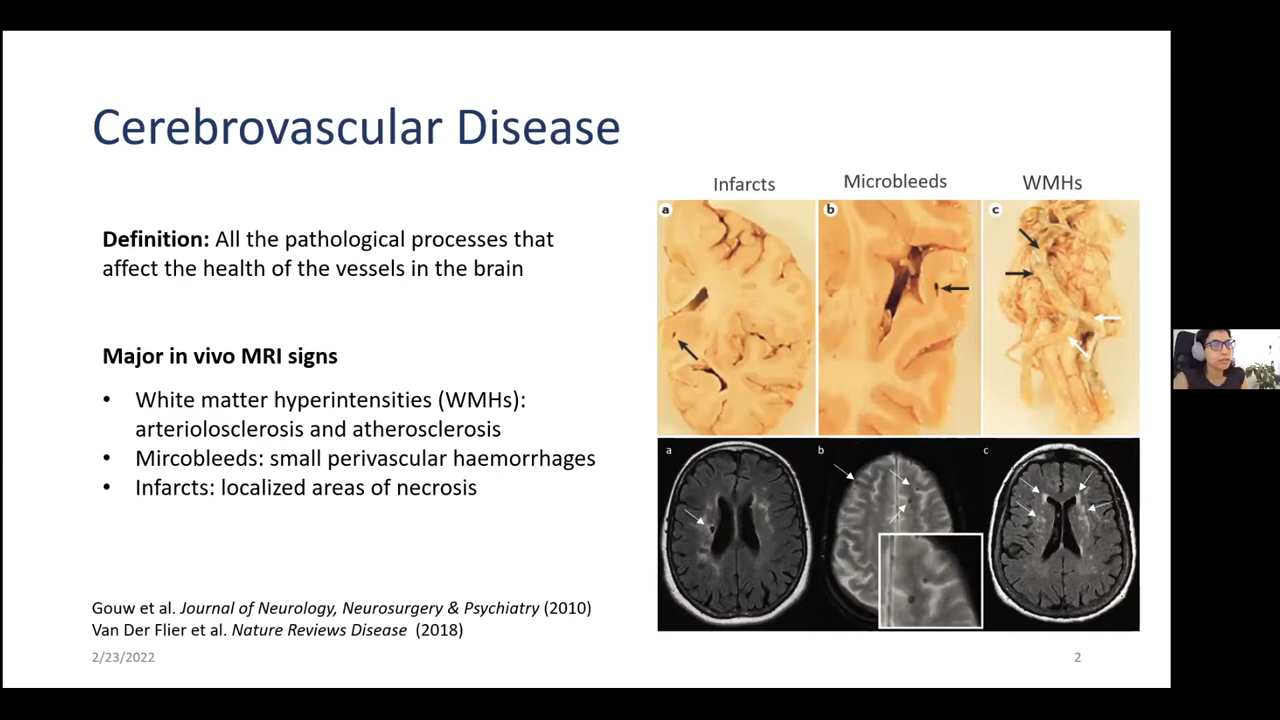 Cerebrovascular Disease
Definition: All the pathological processes that
affect the health of the vessels in the brain
Major in vivo MRI signs
• White matter hyperintensities (WMHs):
arteriolosclerosis and atherosclerosis
• Mircobleeds: small perivascular haemorrhages
• Infarcts: localized areas of necrosis
Infarcts
Microbleeds
WMHs
a
b
c
a
b
c
Gouw et al. Journal of Neurology, Neurosurgery & Psychiatry (2010)
Van Der Flier et al. Nature Reviews Disease (2018)
2/23/2022
2